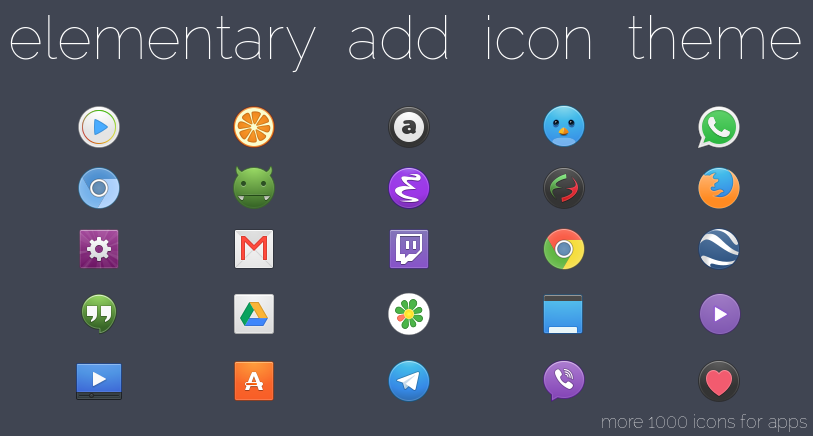 elementary add icon theme
a
A
more 1000 icons for apps